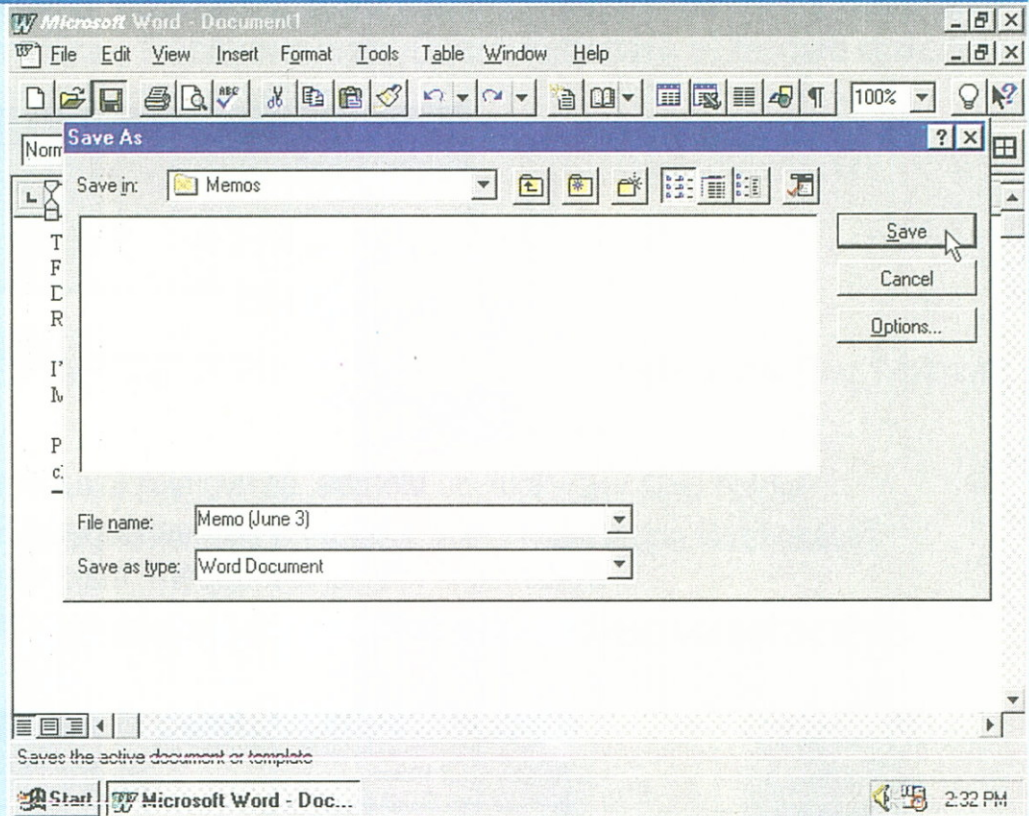 Microsoft Word - Document1
File Edit View Insert Format Tools Table Window Help
ABC 100%
Norm Save As
Save in: Memos
T Save
F
D Cancel
R Options...
I'
M
P
c
File name: Memo (June 3)
Save as type: Word Document
Saves the active document or template
Start Microsoft Word - Doc... 2:32 PM